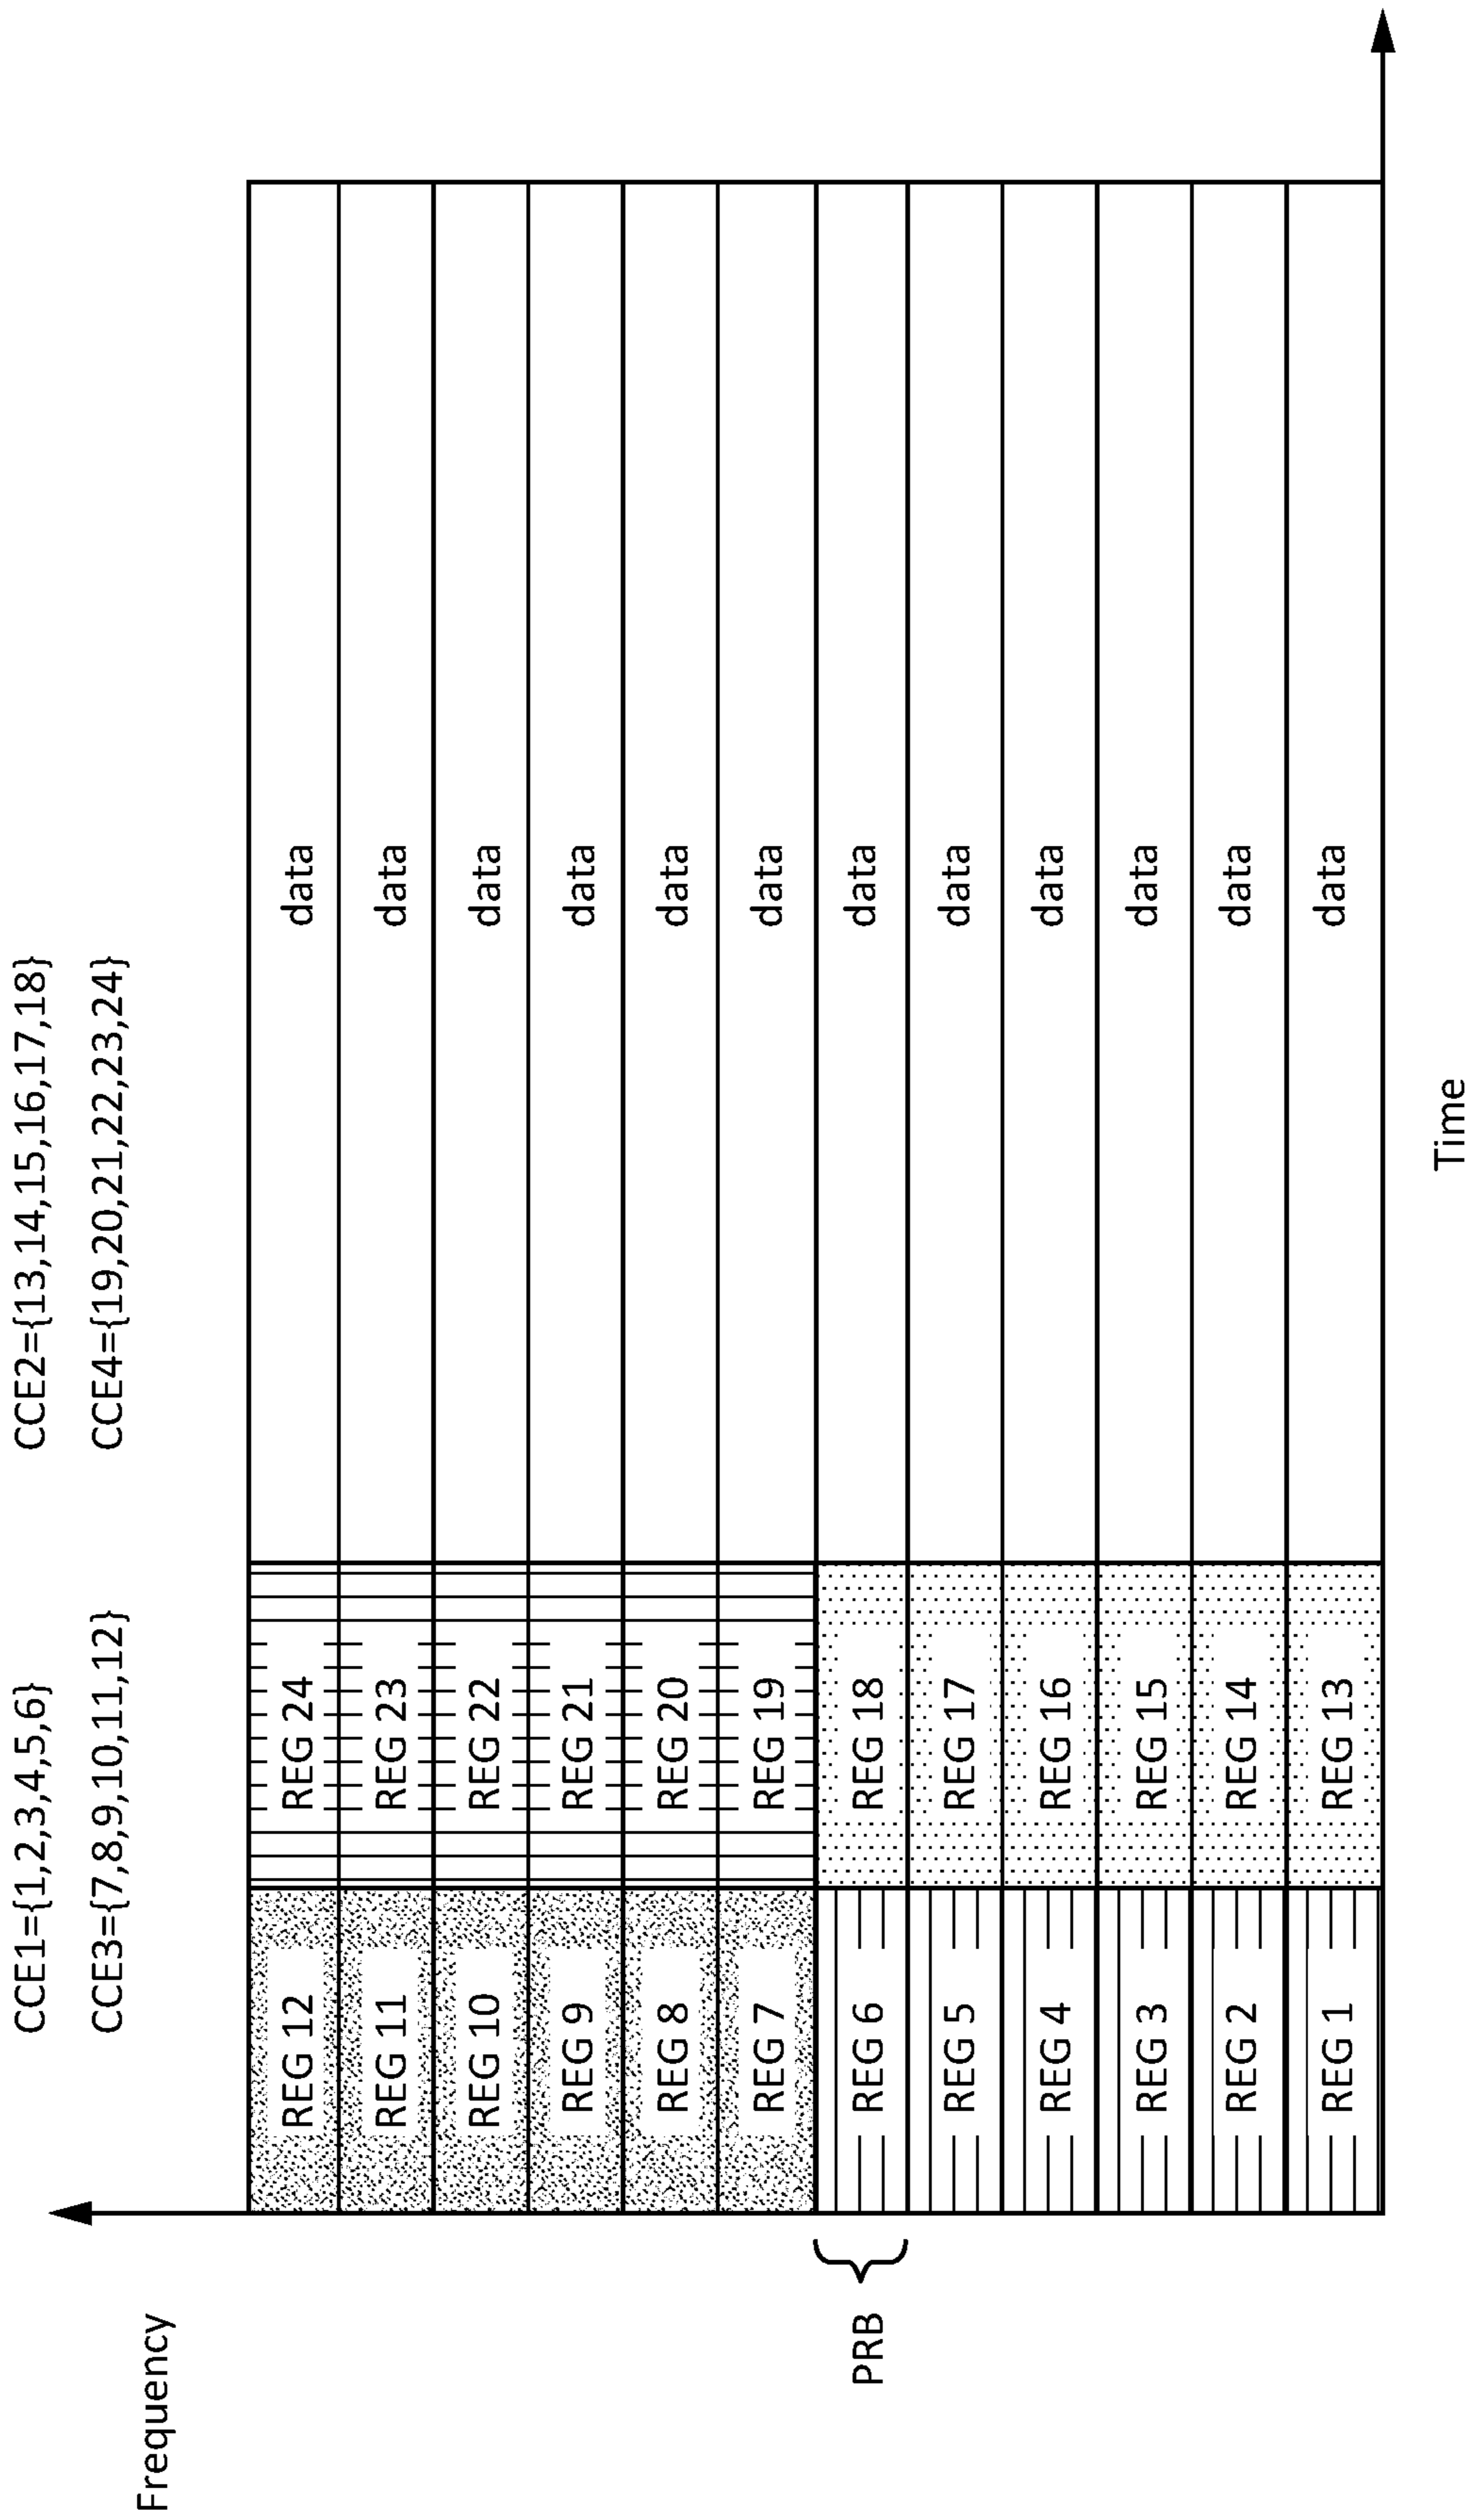 CCE1={1,2,3,4,5,6} CCE2={13,14,15,16,17,18}
CCE3={7,8,9,10,11,12} CCE4={19,20,21,22,23,24}
Frequency
REG 12 REG 24 data
REG 11 REG 23 data
REG 10 REG 22 data
REG 9 REG 21 data
REG 8 REG 20 data
REG 7 REG 19 data
PRB REG 6 REG 18 data
REG 5 REG 17 data
REG 4 REG 16 data
REG 3 REG 15 data
REG 2 REG 14 data
REG 1 REG 13 data
Time